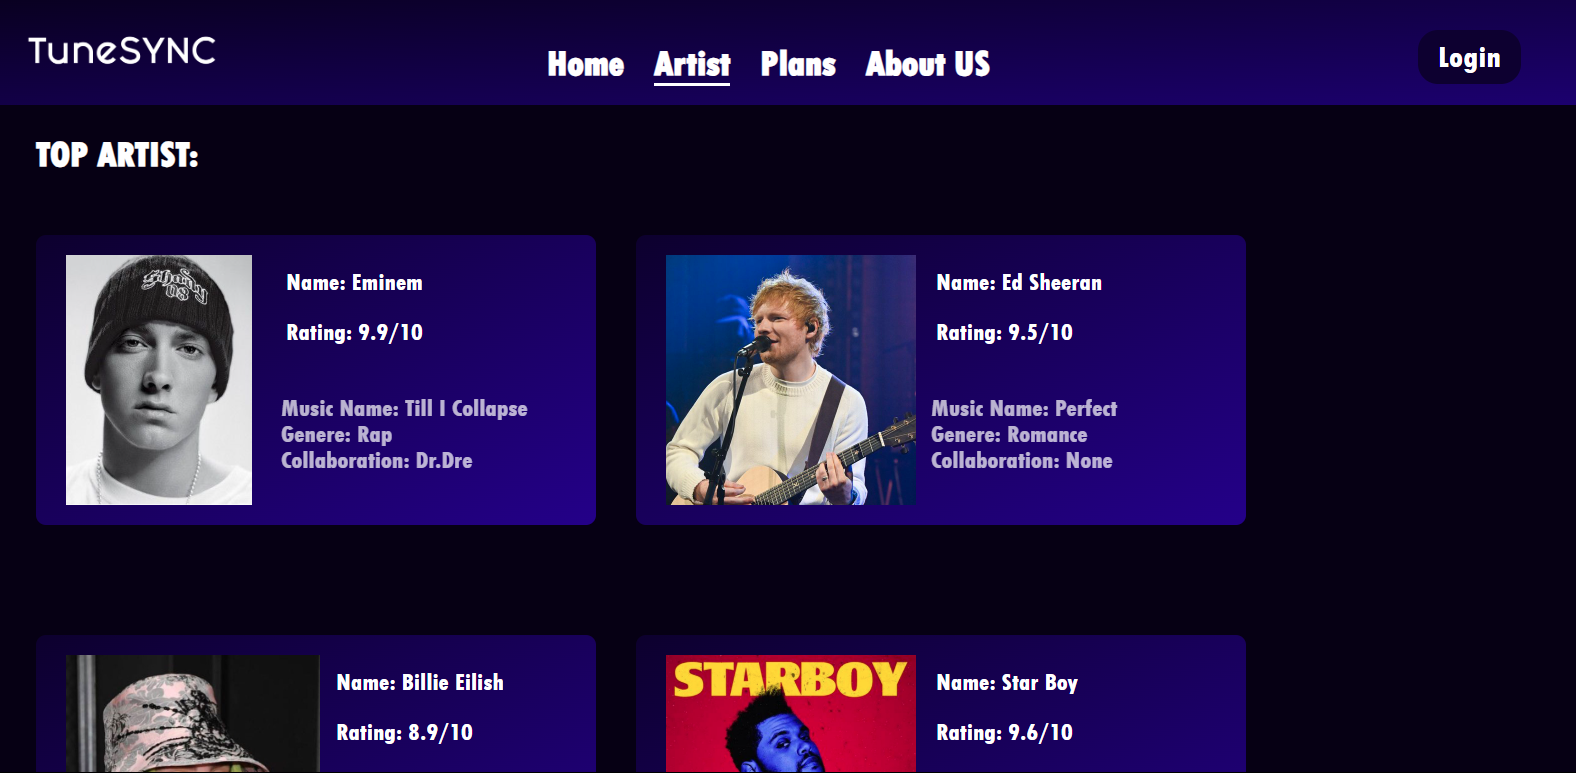 TuneSYNC
Home Artist Plans About US
Login
TOP ARTIST:
Shady
08
Name: Eminem
Rating: 9.9/10
Music Name: Till I Collapse
Genere: Rap
Collaboration: Dr.Dre
Name: Ed Sheeran
Rating: 9.5/10
Music Name: Perfect
Genere: Romance
Collaboration: None
Name: Billie Eilish
Rating: 8.9/10
STARBOY
Name: Star Boy
Rating: 9.6/10